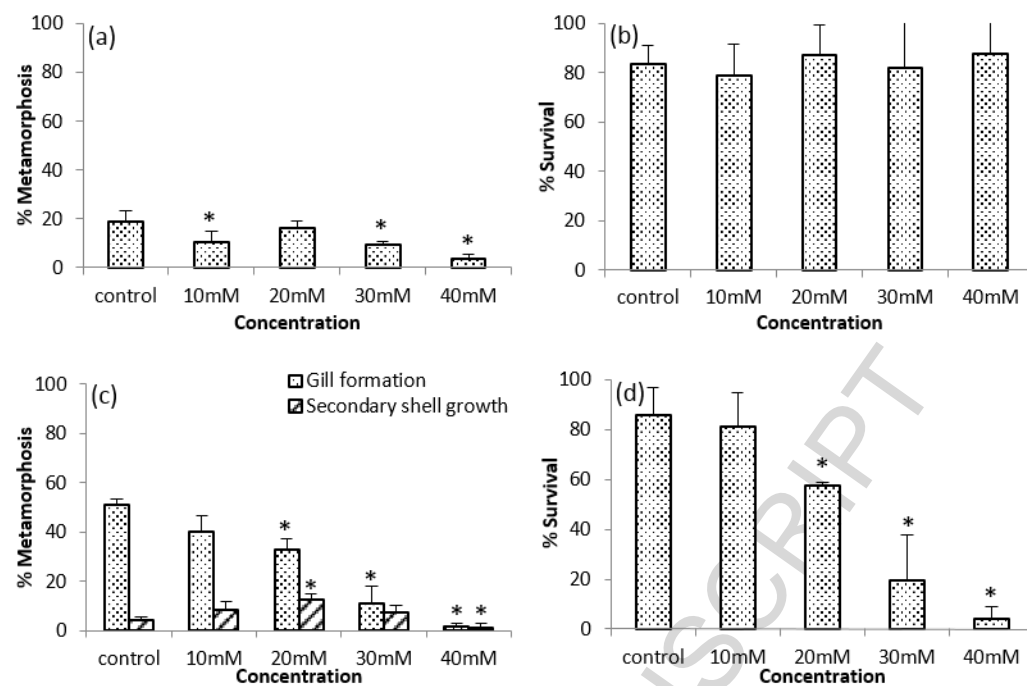 (a)
% Metamorphosis
100
80
60
40
20
0
* * *
control 10mM 20mM 30mM 40mM
Concentration
(b)
% Survival
100
80
60
40
20
0
control 10mM 20mM 30mM 40mM
Concentration
(c)
Gill formation
Secondary shell growth
% Metamorphosis
100
80
60
40
20
0
* * * * *
control 10mM 20mM 30mM 40mM
Concentration
(d)
% Survival
100
80
60
40
20
0
* * *
control 10mM 20mM 30mM 40mM
Concentration
USCRIPT